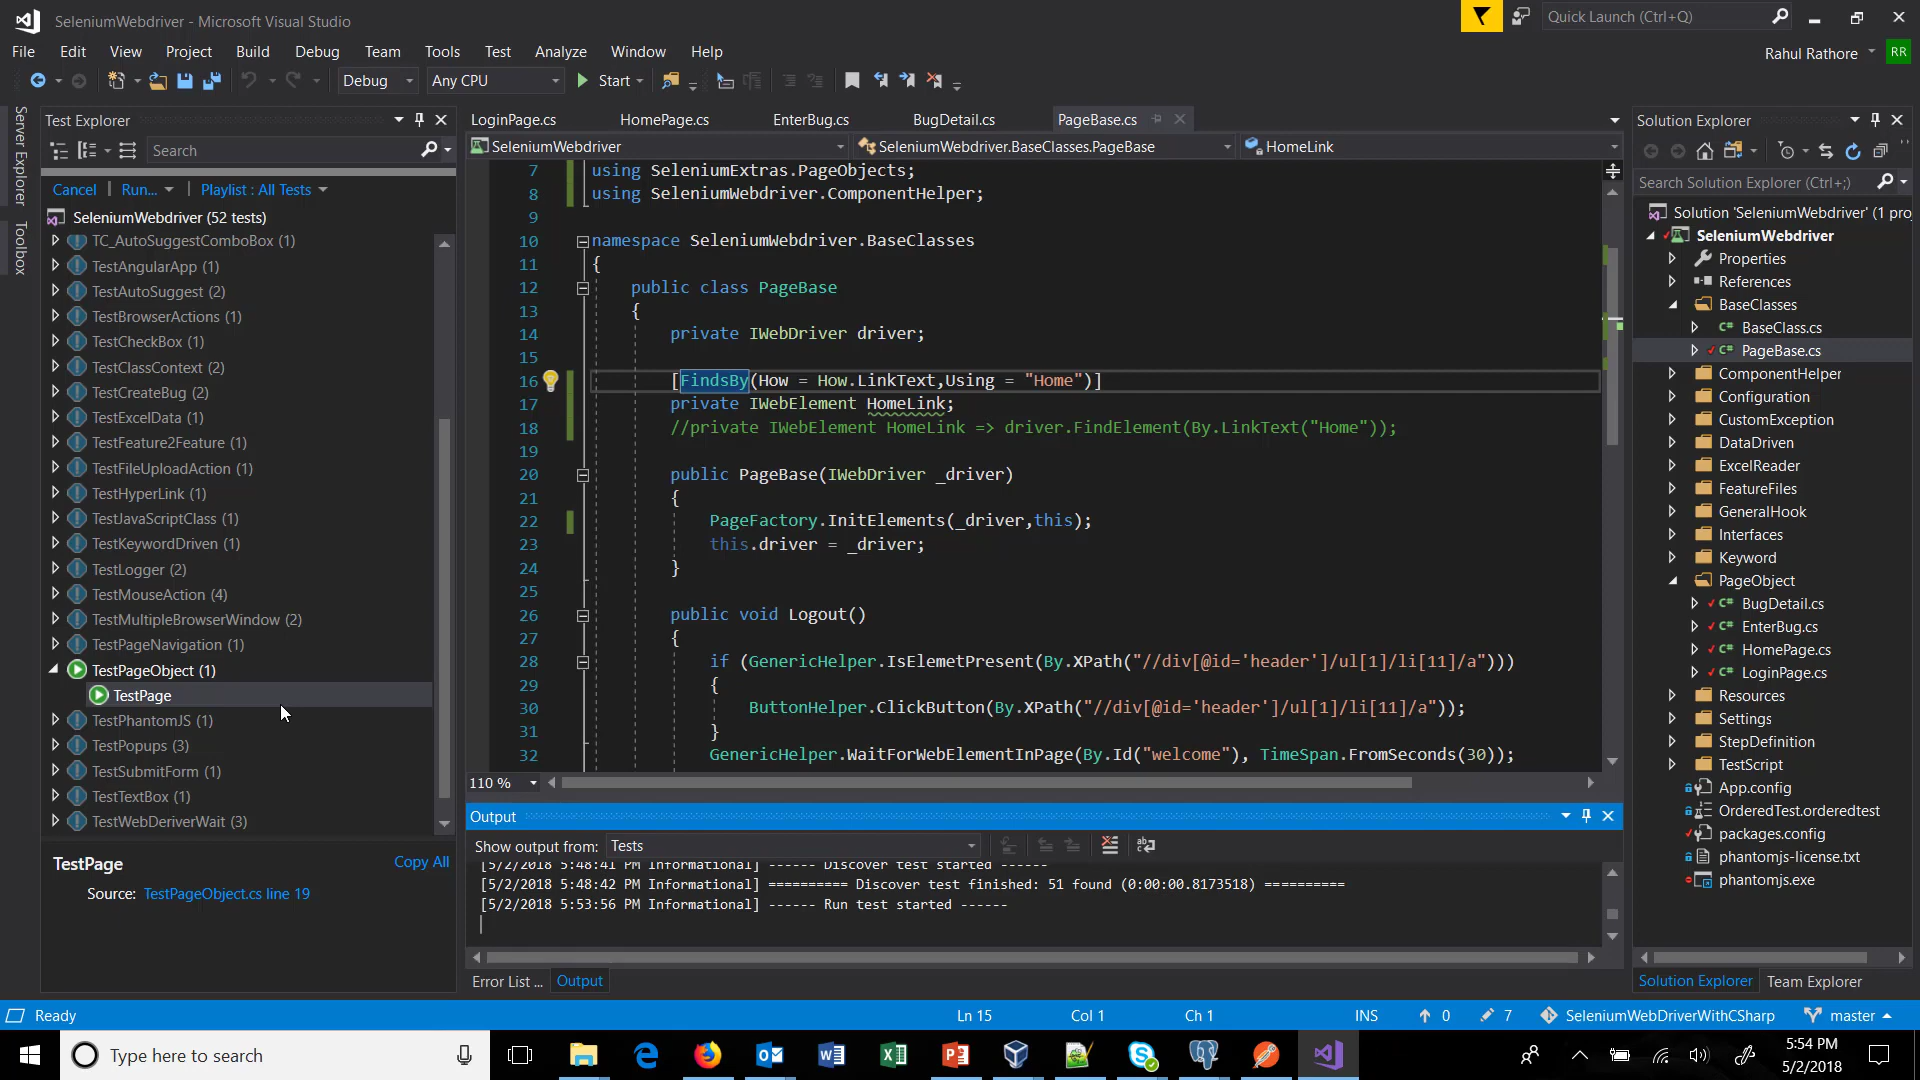 SeleniumWebdriver - Microsoft Visual Studio
Quick Launch (Ctrl+Q)
File Edit View Project Build Debug Team Tools Test Analyze Window Help
Rahul Rathore RR
Debug Any CPU Start
Server Explorer
Toolbox
Test Explorer
Search
Cancel Run... Playlist : All Tests
SeleniumWebdriver (52 tests)
TC_AutoSuggestComboBox (1)
TestAngularApp (1)
TestAutoSuggest (2)
TestBrowserActions (1)
TestCheckBox (1)
TestClassContext (2)
TestCreateBug (1)
TestExcelData (1)
TestFeature2Feature (1)
TestFileUploadAction (1)
TestHyperLink (1)
TestJavaScriptClass (1)
TestKeywordDriven (1)
TestLogger (2)
TestMouseAction (4)
TestMultipleBrowserWindow (2)
TestPageNavigation (1)
TestPageObject (1)
TestPage
TestPhantomJS (1)
TestPopups (3)
TestSubmitForm (1)
TestTextBox (1)
TestWebDeriverWait (3)
TestPage Copy All
Source: TestPageObject.cs line 19
LoginPage.cs HomePage.cs EnterBug.cs BugDetail.cs PageBase.cs
SeleniumWebdriver SeleniumWebdriver.BaseClasses.PageBase HomeLink
7 using SeleniumExtras.PageObjects;
8 using SeleniumWebdriver.ComponentHelper;
9
10 namespace SeleniumWebdriver.BaseClasses
11 {
12 public class PageBase
13 {
14 private IWebDriver driver;
15
16 [FindsBy(How = How.LinkText,Using = "Home")]
17 private IWebElement HomeLink;
18 //private IWebElement HomeLink => driver.FindElement(By.LinkText("Home"));
19
20 public PageBase(IWebDriver _driver)
21 {
22 PageFactory.InitElements(_driver,this);
23 this.driver = _driver;
24 }
25
26 public void Logout()
27 {
28 if (GenericHelper.IsElemetPresent(By.XPath("//div[@id='header']/ul[1]/li[11]/a")))
29 {
30 ButtonHelper.ClickButton(By.XPath("//div[@id='header']/ul[1]/li[11]/a"));
31 }
32 GenericHelper.WaitForWebElementInPage(By.Id("welcome"), TimeSpan.FromSeconds(30));
110 %
Output
Show output from: Tests
[5/2/2018 5:48:41 PM Informational] ------ Discover test started ------
[5/2/2018 5:48:42 PM Informational] ========== Discover test finished: 51 found (0:00:00.8173518) ==========
[5/2/2018 5:53:56 PM Informational] ------ Run test started ------
Error List ... Output
Solution Explorer
Search Solution Explorer (Ctrl+;)
Solution 'SeleniumWebdriver' (1 proj
SeleniumWebdriver
Properties
References
BaseClasses
C# BaseClass.cs
C# PageBase.cs
ComponentHelper
Configuration
CustomException
DataDriven
ExcelReader
FeatureFiles
GeneralHook
Interfaces
Keyword
PageObject
C# BugDetail.cs
C# EnterBug.cs
C# HomePage.cs
C# LoginPage.cs
Resources
Settings
StepDefinition
TestScript
App.config
OrderedTest.orderedtest
packages.config
phantomjs-license.txt
phantomjs.exe
Solution Explorer Team Explorer
Ready Ln 15 Col 1 Ch 1 INS 0 7 SeleniumWebDriverWithCSharp master
Type here to search
5:54 PM
5/2/2018